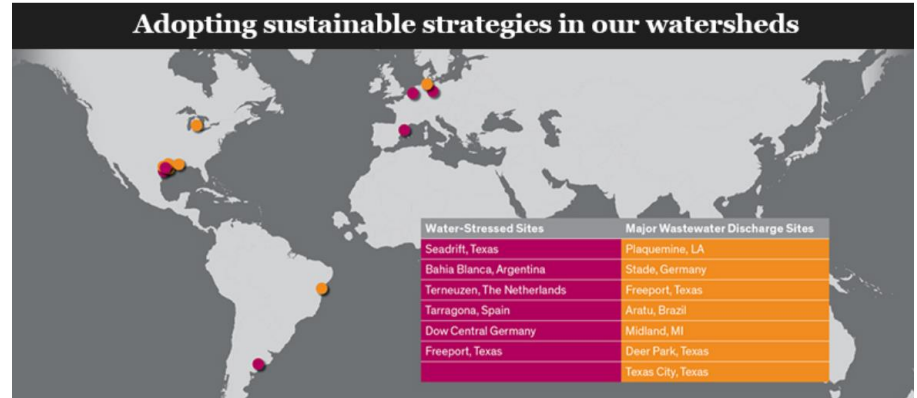 Adopting sustainable strategies in our watersheds
Water-Stressed Sites Major Wastewater Discharge Sites
Seadrift, Texas Plaquemine, LA
Bahia Blanca, Argentina Stade, Germany
Terneuzen, The Netherlands Freeport, Texas
Tarragona, Spain Aratu, Brazil
Dow Central Germany Midland, MI
Freeport, Texas Deer Park, Texas
Texas City, Texas